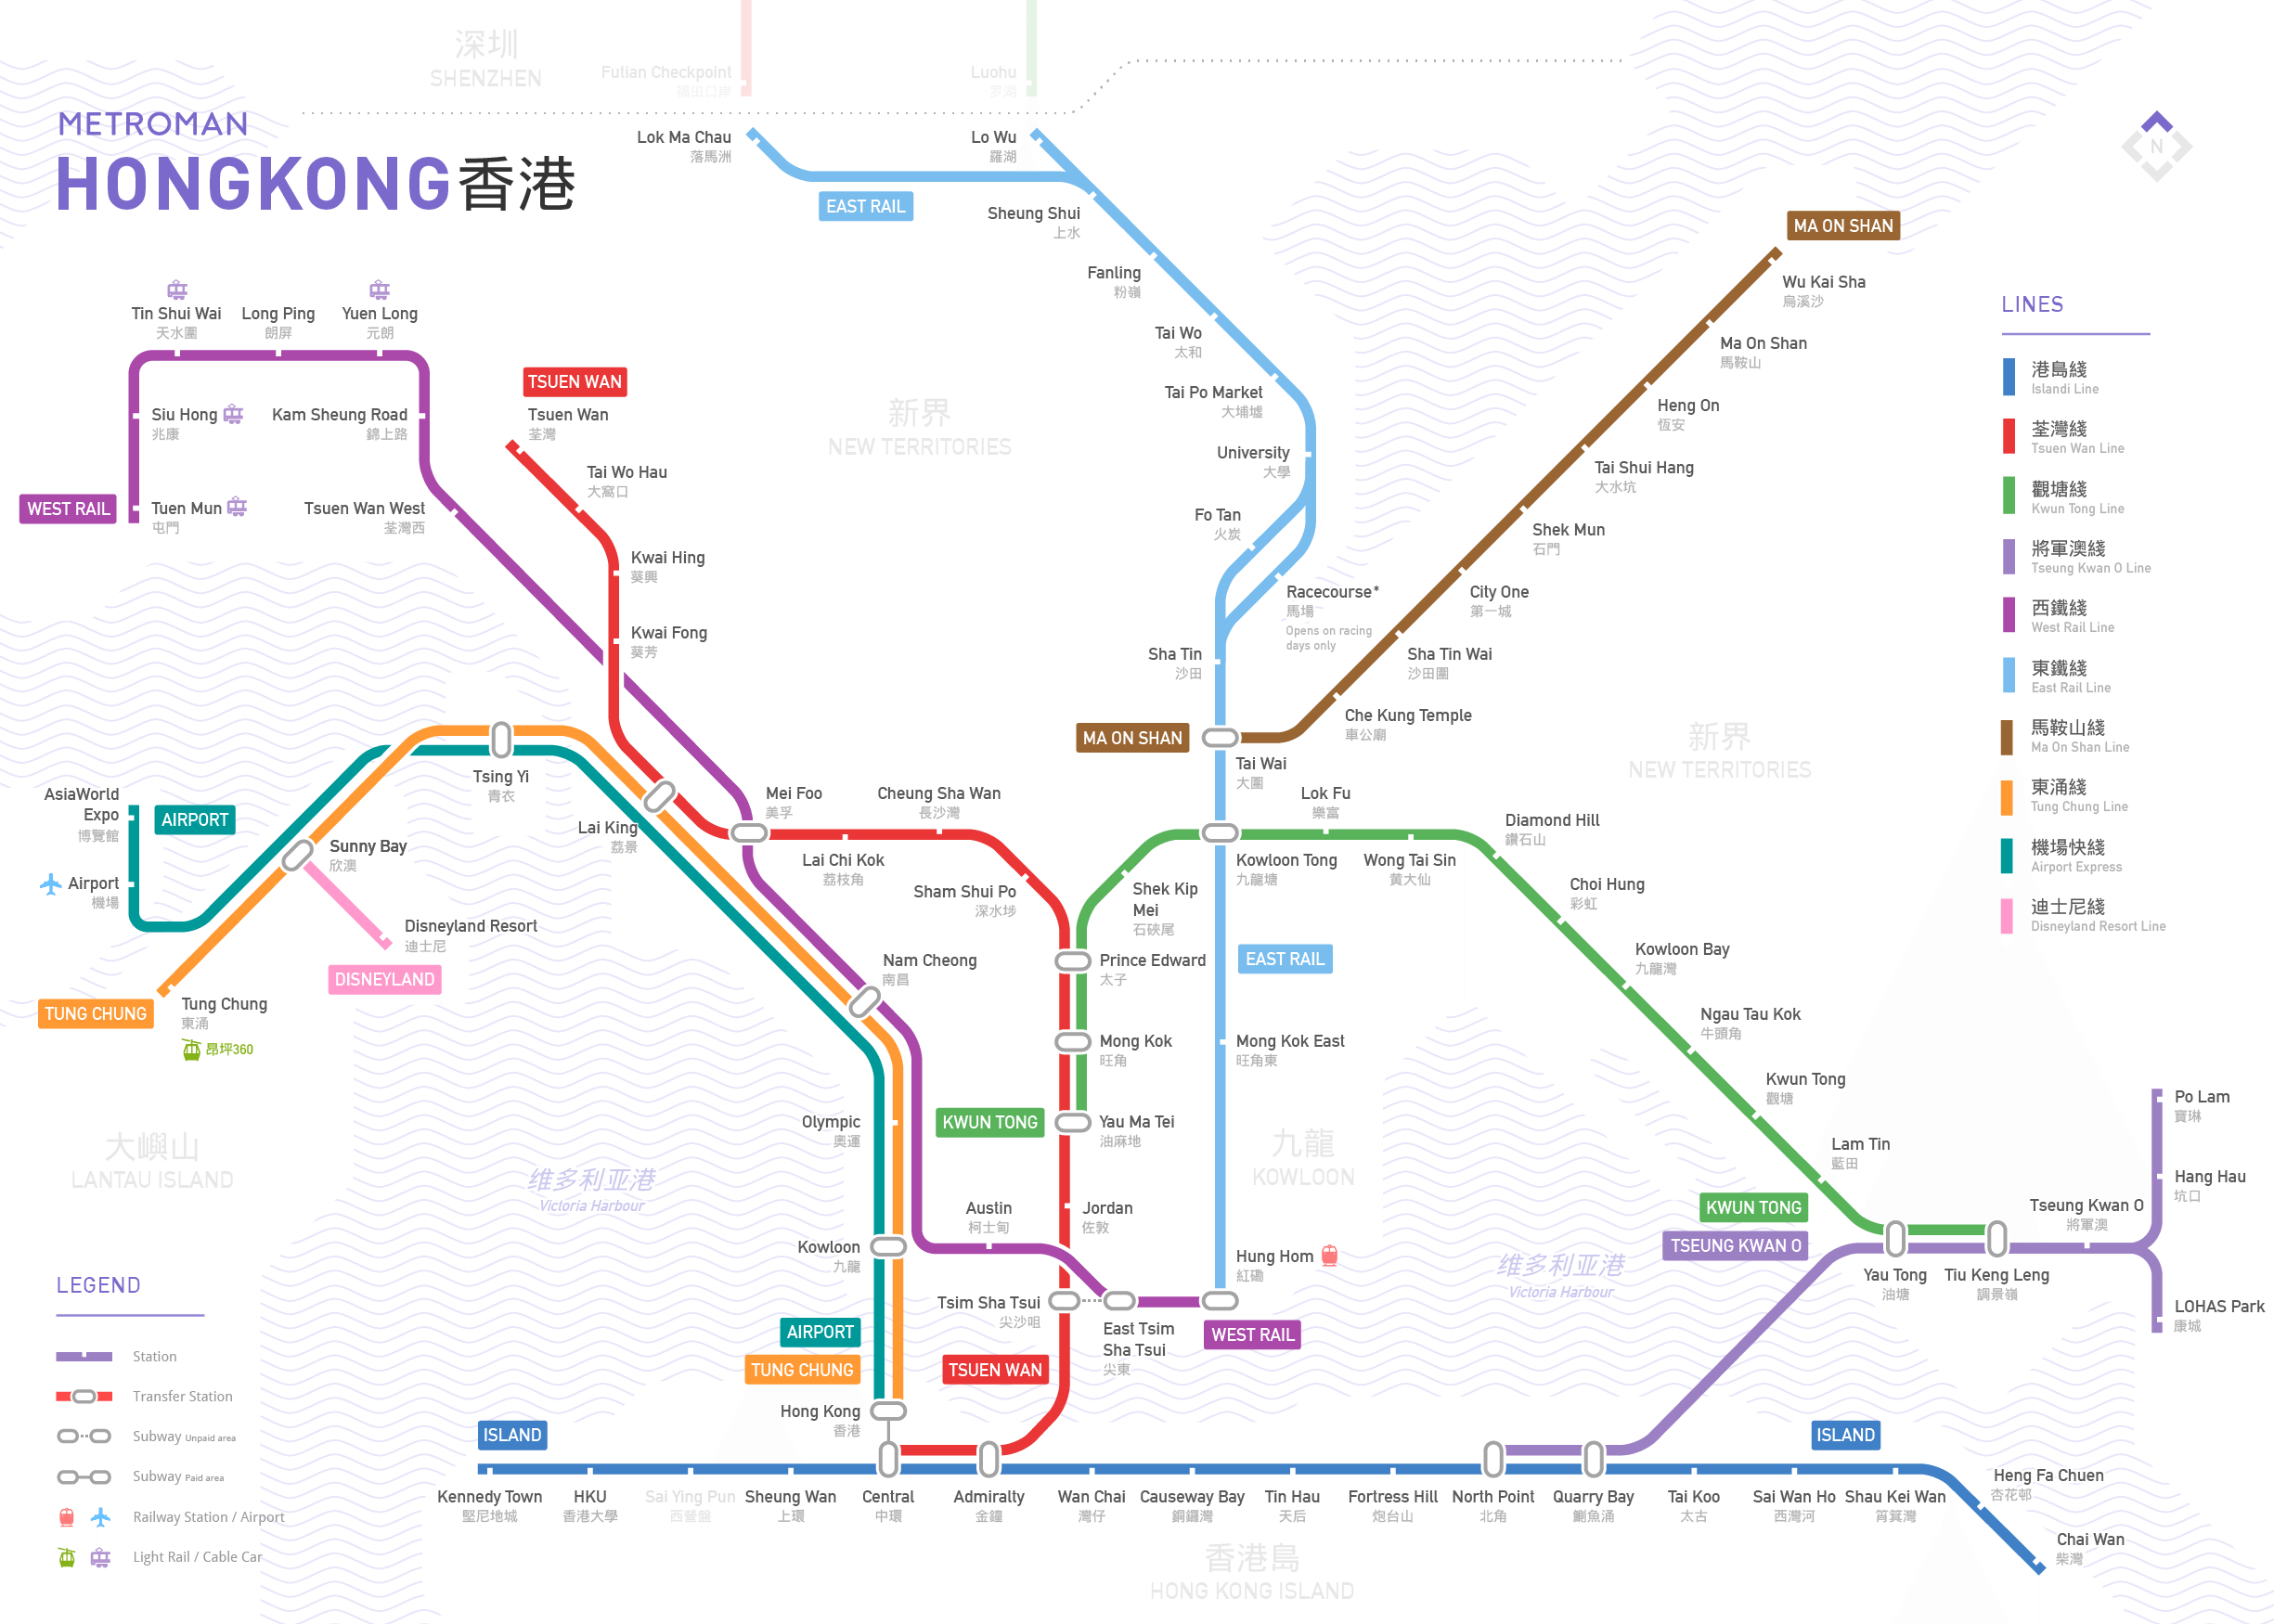 深圳
SHENZHEN
Futian Checkpoint
福田口岸
Luohu
罗湖
METROMAN
HONGKONG香港
N
Lok Ma Chau
落馬洲
Lo Wu
羅湖
EAST RAIL
Sheung Shui
上水
Fanling
粉嶺
Tai Wo
太和
Tai Po Market
大埔墟
University
大學
Fo Tan
火炭
Racecourse*
馬場
Opens on racing
days only
Sha Tin
沙田
MA ON SHAN
Wu Kai Sha
烏溪沙
Ma On Shan
馬鞍山
Heng On
恆安
Tai Shui Hang
大水坑
Shek Mun
石門
City One
第一城
Sha Tin Wai
沙田圍
Che Kung Temple
車公廟
MA ON SHAN
Tai Wai
大圍
Tin Shui Wai
天水圍
Long Ping
朗屏
Yuen Long
元朗
Siu Hong
兆康
Kam Sheung Road
錦上路
WEST RAIL
Tuen Mun
屯門
Tsuen Wan West
荃灣西
TSUEN WAN
Tsuen Wan
荃灣
Tai Wo Hau
大窩口
Kwai Hing
葵興
Kwai Fong
葵芳
新界
NEW TERRITORIES
新界
NEW TERRITORIES
Tsing Yi
青衣
Lai King
荔景
Mei Foo
美孚
Cheung Sha Wan
長沙灣
Lai Chi Kok
荔枝角
Sham Shui Po
深水埗
AsiaWorld
Expo
博覽館
AIRPORT
Airport
機場
Sunny Bay
欣澳
Disneyland Resort
迪士尼
DISNEYLAND
TUNG CHUNG
Tung Chung
東涌
昂坪360
Nam Cheong
南昌
Shek Kip
Mei
石硤尾
Prince Edward
太子
Mong Kok
旺角
Yau Ma Tei
油麻地
KWUN TONG
Kowloon Tong
九龍塘
Lok Fu
樂富
Wong Tai Sin
黄大仙
Diamond Hill
鑽石山
Choi Hung
彩虹
Kowloon Bay
九龍灣
Ngau Tau Kok
牛頭角
Kwun Tong
觀塘
Lam Tin
藍田
EAST RAIL
Mong Kok East
旺角東
九龍
KOWLOON
大嶼山
LANTAU ISLAND
维多利亚港
Victoria Harbour
Olympic
奧運
Austin
柯士甸
Jordan
佐敦
Kowloon
九龍
Hung Hom
紅磡
Tsim Sha Tsui
尖沙咀
East Tsim
Sha Tsui
尖東
WEST RAIL
AIRPORT
TUNG CHUNG
TSUEN WAN
Hong Kong
香港
维多利亚港
Victoria Harbour
KWUN TONG
TSEUNG KWAN O
Yau Tong
油塘
Tiu Keng Leng
調景嶺
Tseung Kwan O
將軍澳
Po Lam
寶琳
Hang Hau
坑口
LOHAS Park
康城
ISLAND
ISLAND
Kennedy Town
堅尼地城
HKU
香港大學
Sai Ying Pun
西營盤
Sheung Wan
上環
Central
中環
Admiralty
金鐘
Wan Chai
灣仔
Causeway Bay
銅鑼灣
Tin Hau
天后
Fortress Hill
炮台山
North Point
北角
Quarry Bay
鰂魚涌
Tai Koo
太古
Sai Wan Ho
西灣河
Shau Kei Wan
筲箕灣
Heng Fa Chuen
杏花邨
Chai Wan
柴灣
香港島
HONG KONG ISLAND
LINES
港島綫
Islandi Line
荃灣綫
Tsuen Wan Line
觀塘綫
Kwun Tong Line
將軍澳綫
Tseung Kwan O Line
西鐵綫
West Rail Line
東鐵綫
East Rail Line
馬鞍山綫
Ma On Shan Line
東涌綫
Tung Chung Line
機場快綫
Airport Express
迪士尼綫
Disneyland Resort Line
LEGEND
Station
Transfer Station
Subway Unpaid area
Subway Paid area
Railway Station / Airport
Light Rail / Cable Car